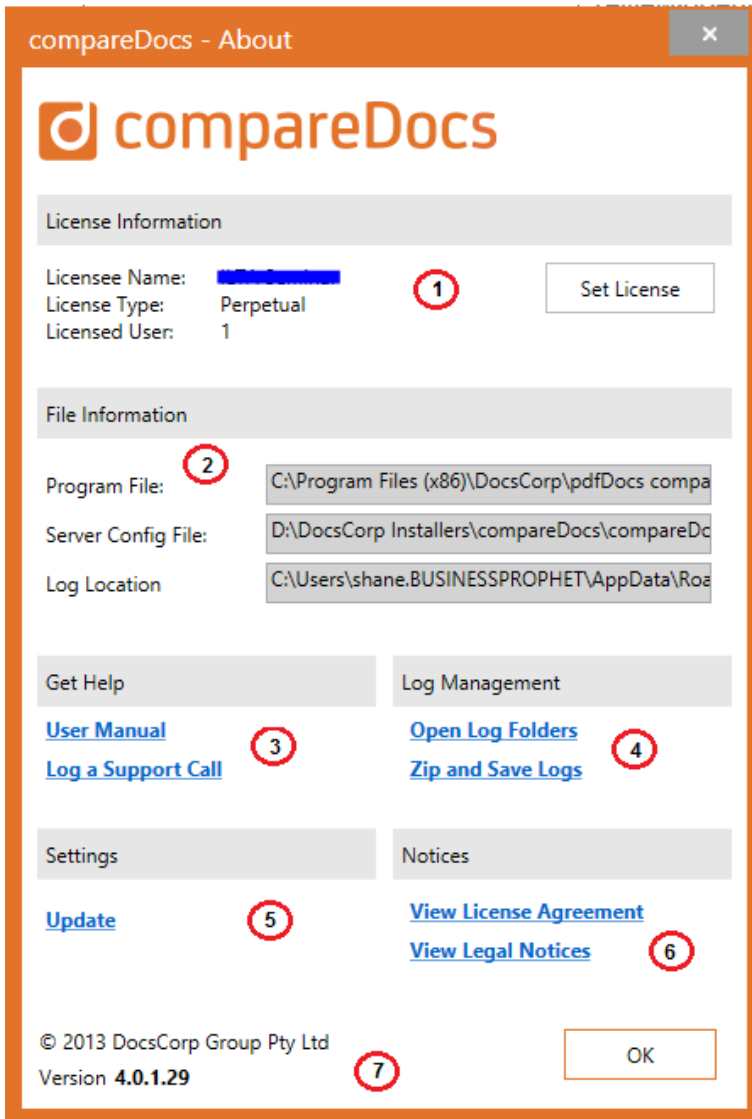 compareDocs - About
compareDocs
License Information
Licensee Name:
1
Set License
License Type: Perpetual
Licensed User: 1
File Information
2
Program File: C:\Program Files (x86)\DocsCorp\pdfDocs compa
Server Config File: D:\DocsCorp Installers\compareDocs\compareDo
Log Location C:\Users\shane.BUSINESSPROPHET\AppData\Roa
Get Help
Log Management
User Manual
3
Log a Support Call
Open Log Folders
4
Zip and Save Logs
Settings
Notices
Update
5
View License Agreement
View Legal Notices
6
© 2013 DocsCorp Group Pty Ltd
Version 4.0.1.29
7
OK